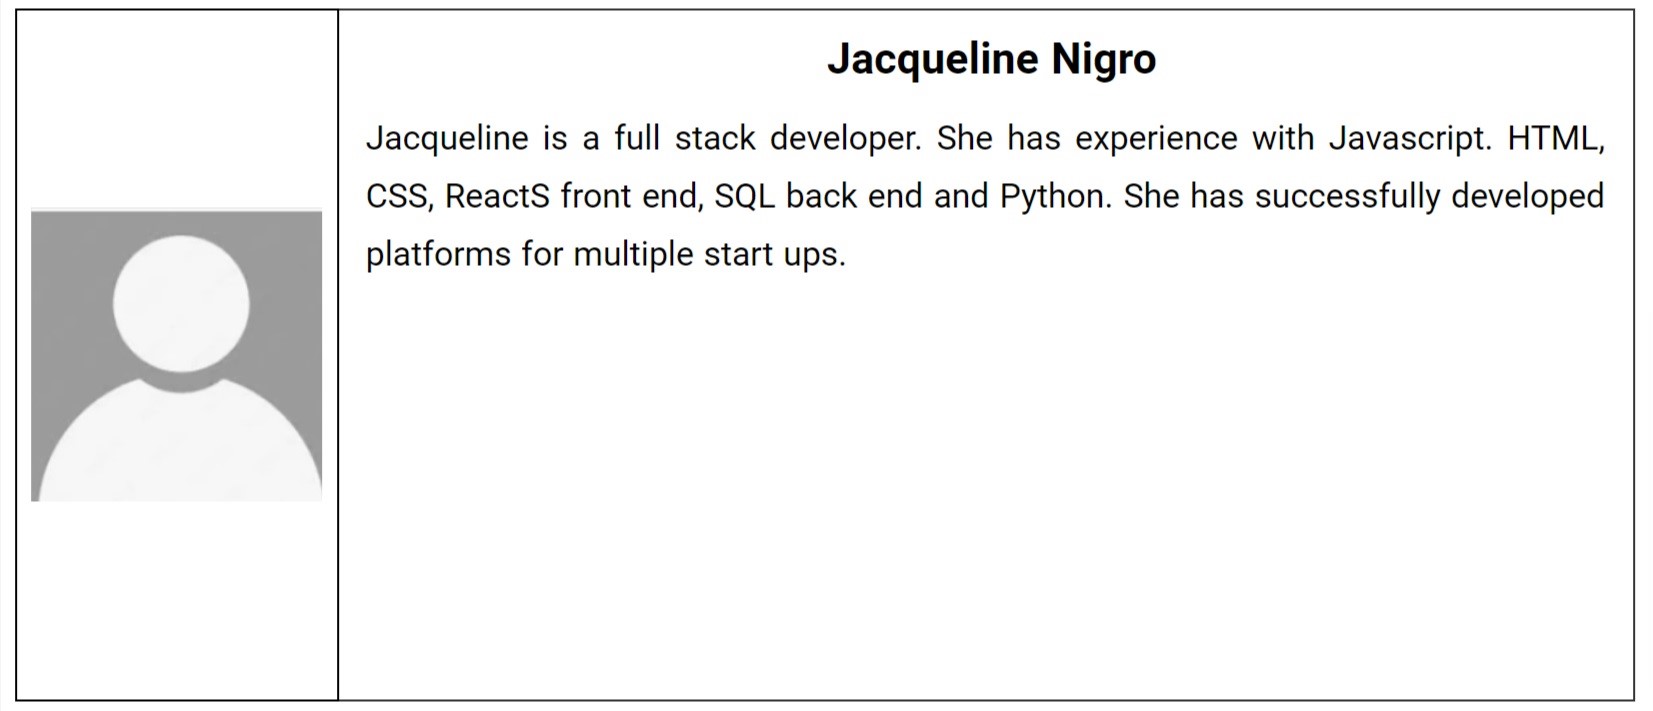 Jacqueline Nigro
Jacqueline is a full stack developer. She has experience with Javascript. HTML,
CSS, ReactS front end, SQL back end and Python. She has successfully developed
platforms for multiple start ups.